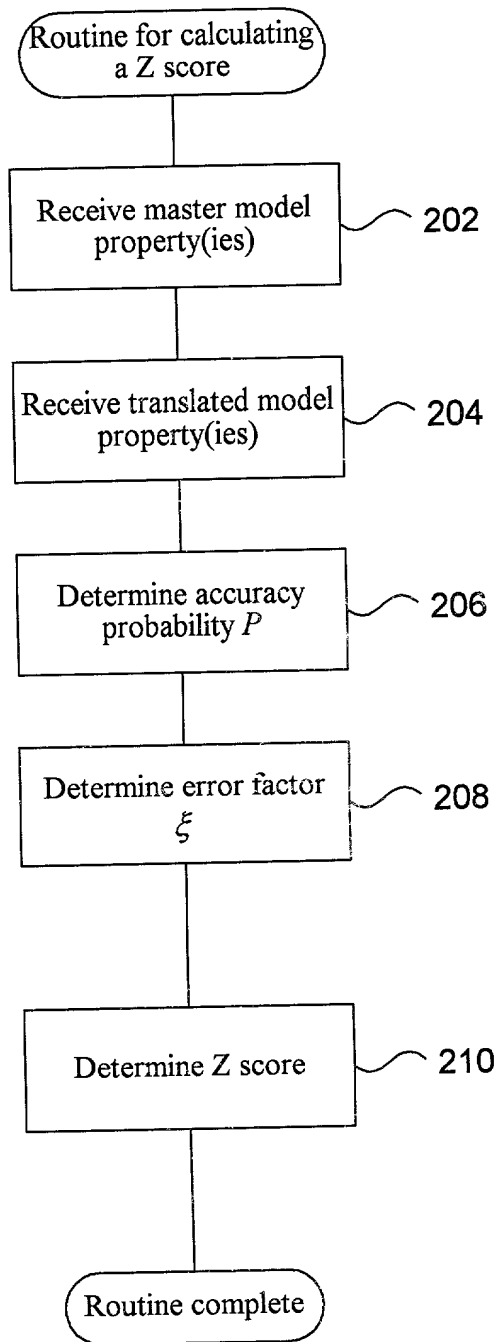 Routine for calculating
a Z score
Receive master model
property(ies)
202
Receive translated model
property(ies)
204
Determine accuracy
probability P
206
Determine error factor
ξ
208
Determine Z score
210
Routine complete